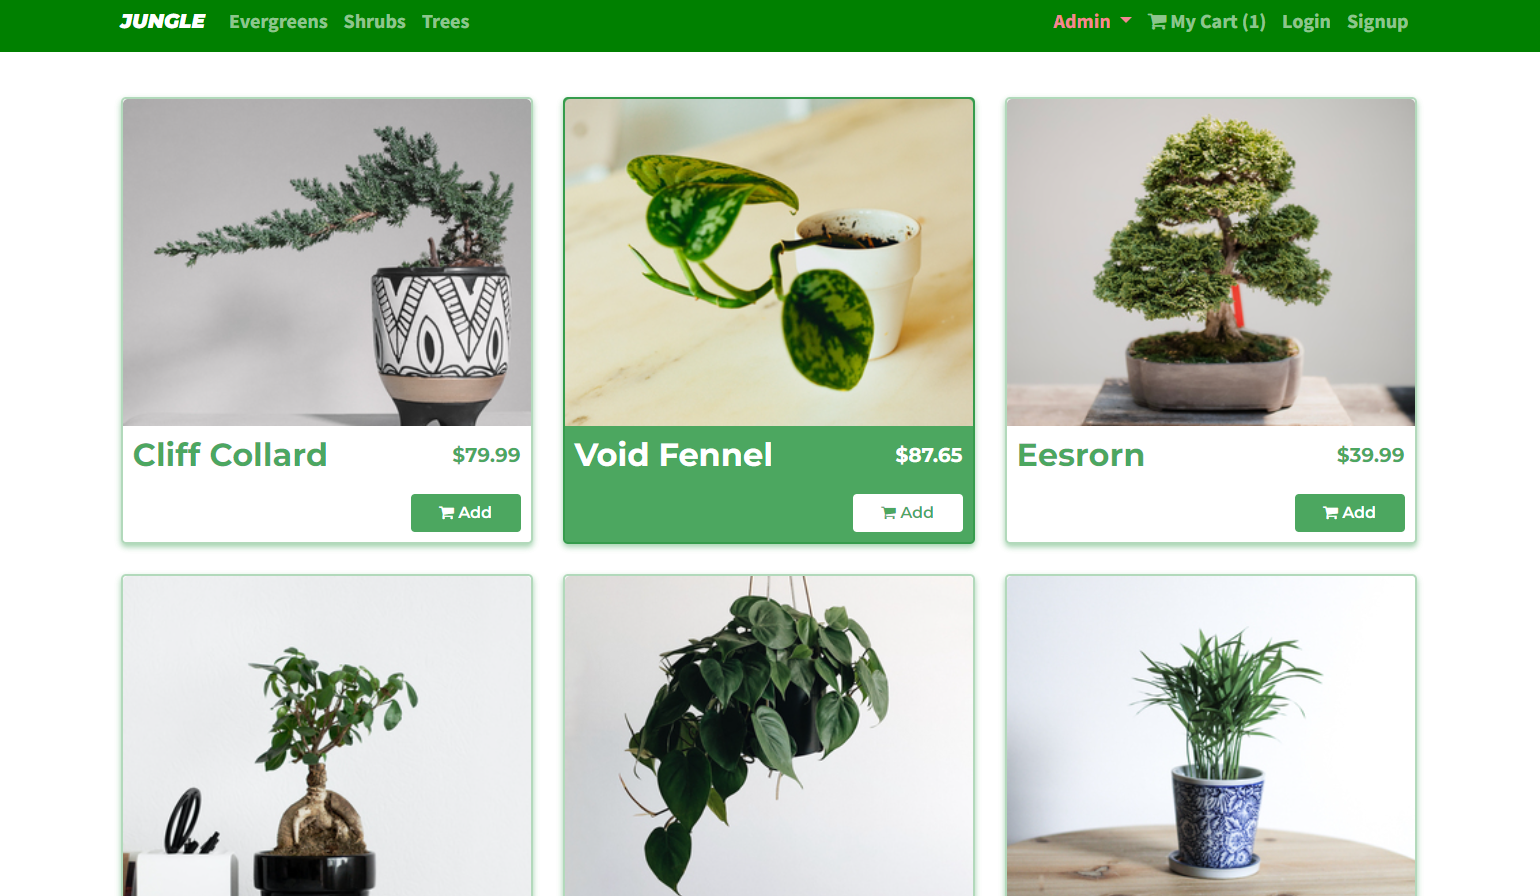 JUNGLE Evergreens Shrubs Trees Admin My Cart (1) Login Signup
Cliff Collard $79.99
Add
Void Fennel $87.65
Add
Eesrorn $39.99
Add